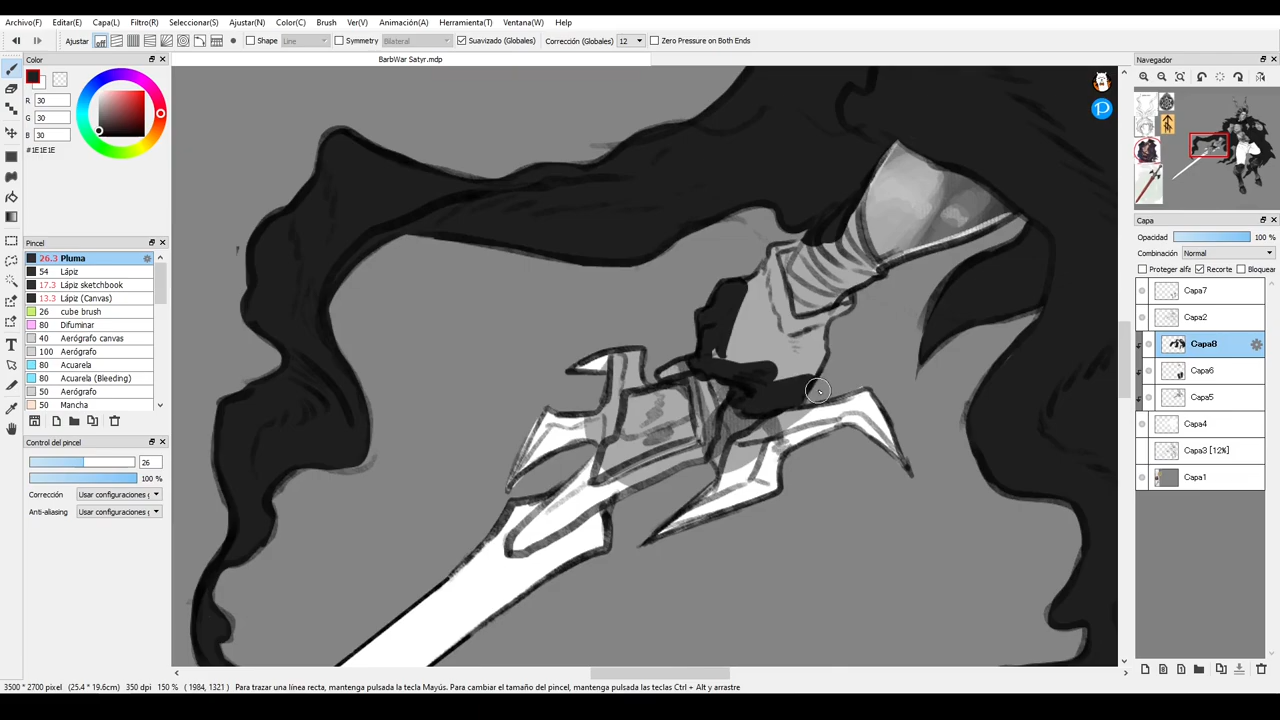 Archivo(F) Editar(E) Capa(L) Filtro(R) Seleccionar(S) Ajustar(N) Color(C) Brush Ver(V) Animación(A) Herramienta(T) Ventana(W) Help
Ajustar off Shape Line Symmetry Bilateral Suavizado (Globales) Corrección (Globales) 12 Zero Pressure on Both Ends
BarbWar Satyr.mdp
Color
R 30
G 30
B 30
#1E1E1E
Pincel
26.3 Pluma
54 Lápiz
17.3 Lápiz sketchbook
13.3 Lápiz (Canvas)
26 cube brush
80 Difuminar
40 Aerógrafo canvas
100 Aerógrafo
80 Acuarela
80 Acuarela (Bleeding)
50 Aerógrafo
50 Mancha
Control del pincel
26
100 %
Corrección Usar configuraciones g
Anti-aliasing Usar configuraciones g
Navegador
Capa
Opacidad 100 %
Combinación Normal
Proteger alfa Recorte Bloquear
Capa7
Capa2
Capa8
Capa6
Capa5
Capa4
Capa3 [12%]
Capa1
3500 * 2700 pixel (25.4 * 19.6cm) 350 dpi 150 % (1984, 1321) Para trazar una línea recta, mantenga pulsada la tecla Mayús. Para cambiar el tamaño del pincel, mantenga pulsadas las teclas Ctrl + Alt y arrastre